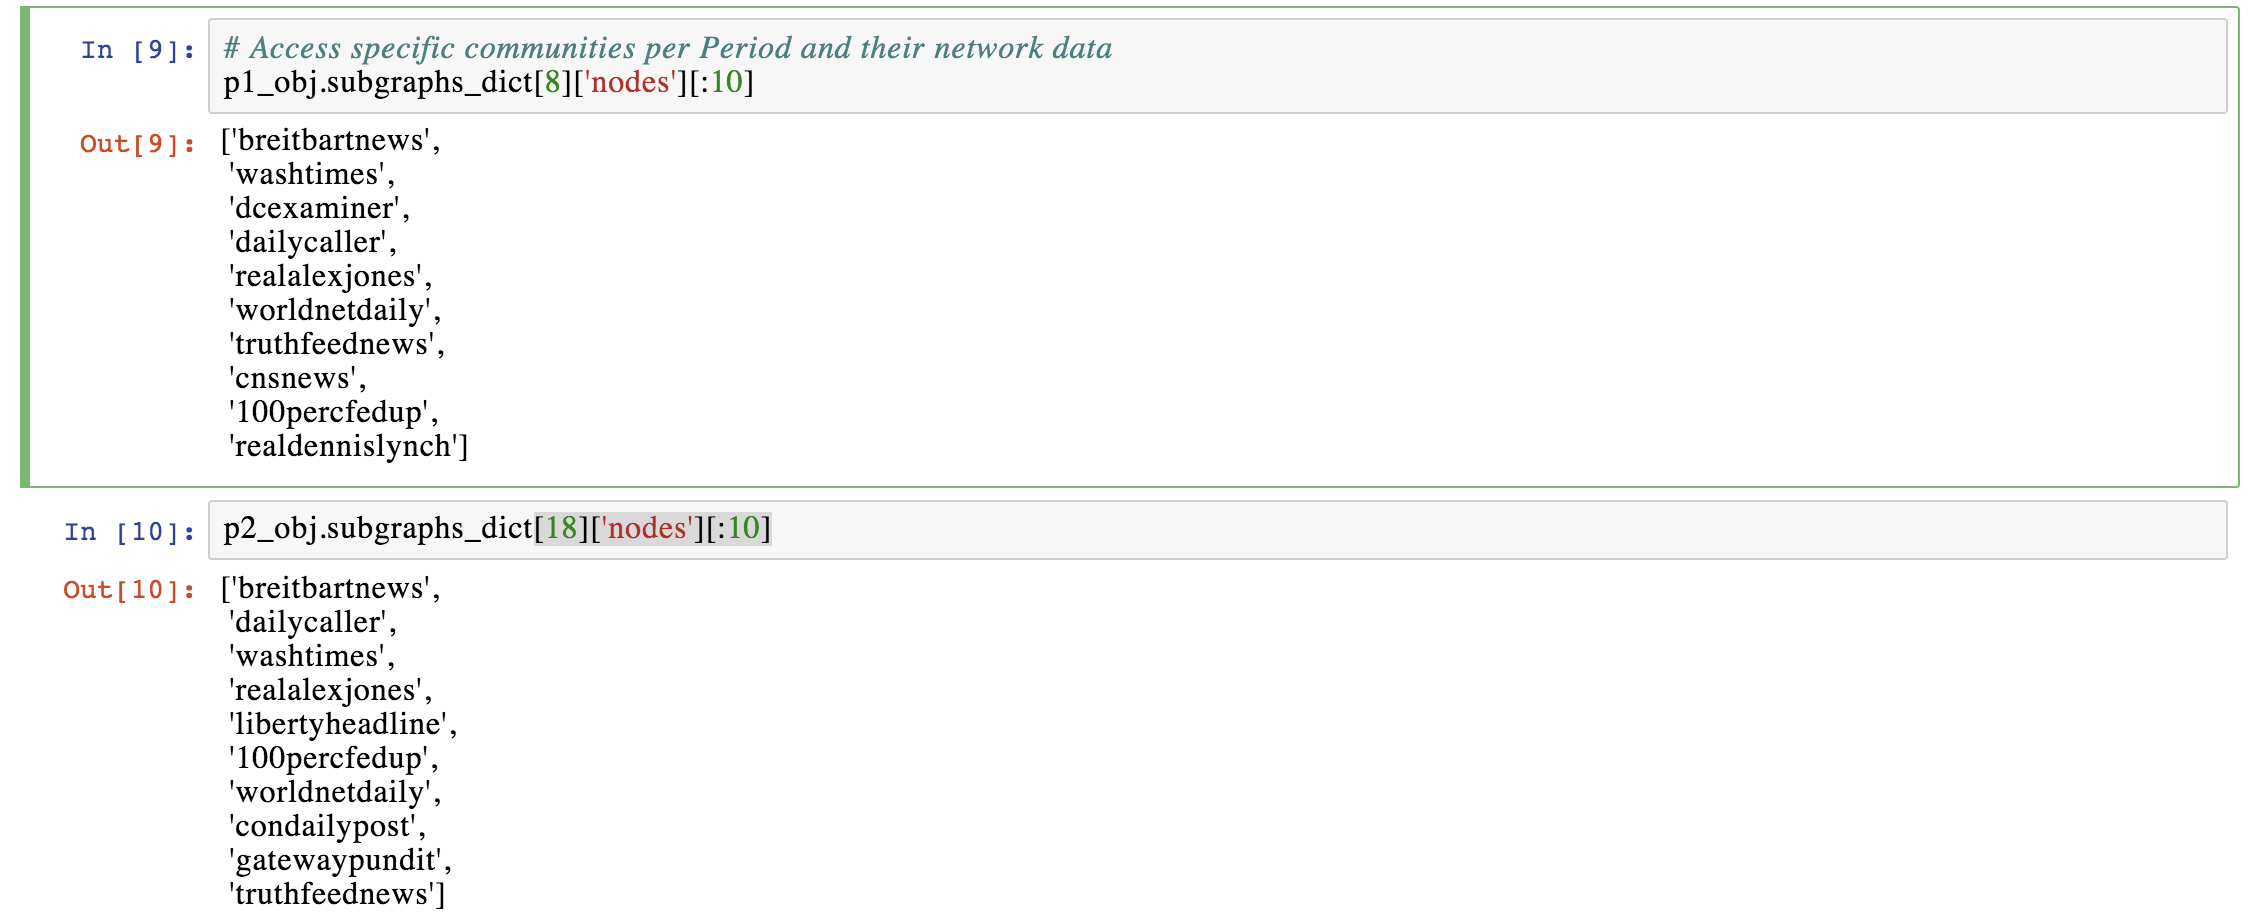 In [9]: # Access specific communities per Period and their network data
p1_obj.subgraphs_dict[8]['nodes'][:10]
Out[9]: ['breitbartnews',
'washtimes',
'dcexaminer',
'dailycaller',
'realalexjones',
'worldnetdaily',
'truthfeednews',
'cnsnews',
'100percfedup',
'realdennislynch']
In [10]: p2_obj.subgraphs_dict[18]['nodes'][:10]
Out[10]: ['breitbartnews',
'dailycaller',
'washtimes',
'realalexjones',
'libertyheadline',
'100percfedup',
'worldnetdaily',
'condailypost',
'gatewaypundit',
'truthfeednews']